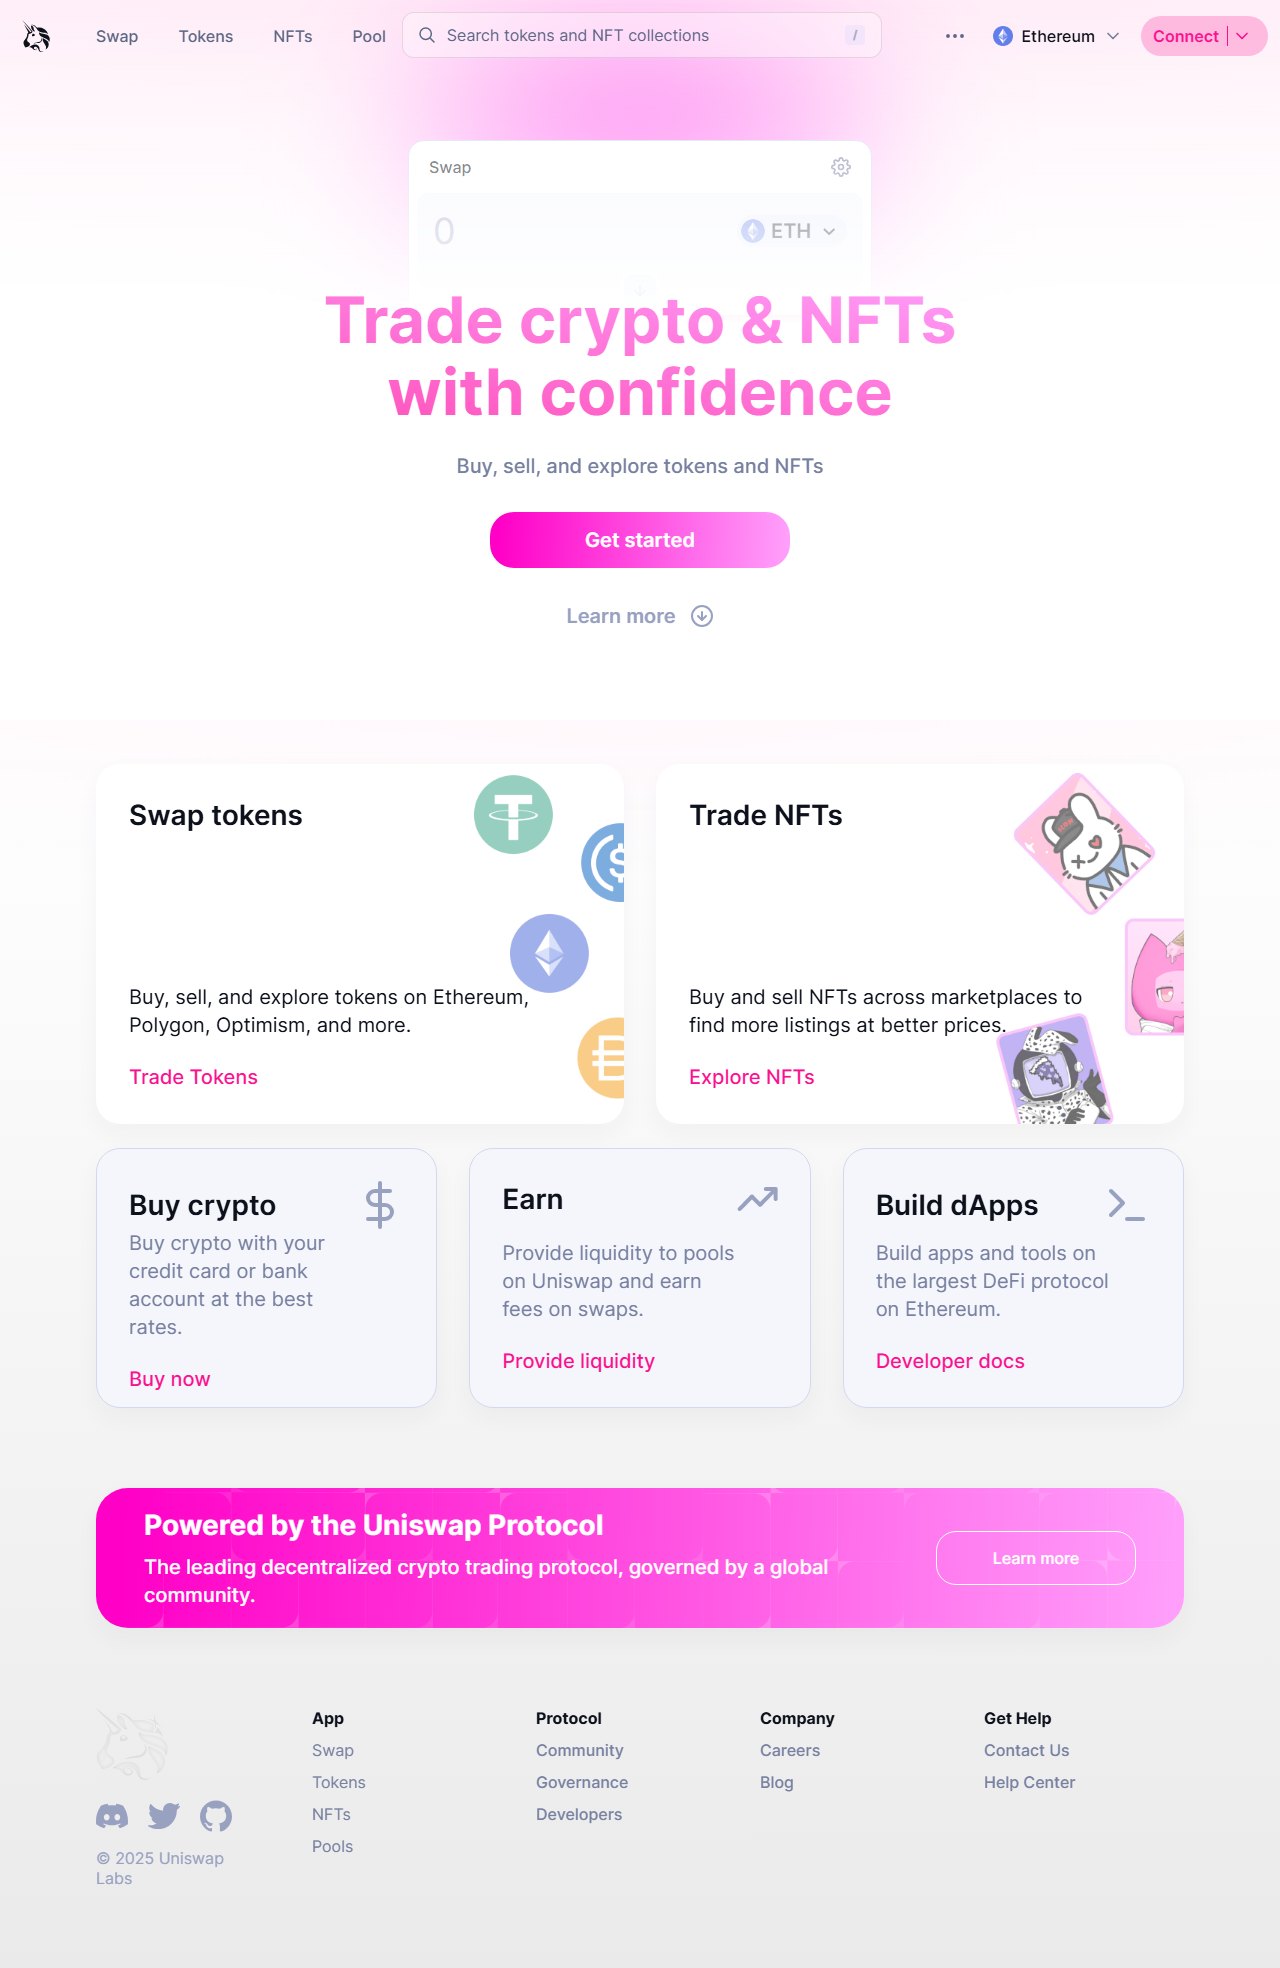 Swap
Tokens
NFTs
Pool
Search tokens and NFT collections
/
Ethereum
Connect
Swap
0
ETH
Trade crypto & NFTs
with confidence
Buy, sell, and explore tokens and NFTs
Get started
Learn more
Swap tokens
Buy, sell, and explore tokens on Ethereum,
Polygon, Optimism, and more.
Trade Tokens
Trade NFTs
Buy and sell NFTs across marketplaces to
find more listings at better prices.
Explore NFTs
Buy crypto
Buy crypto with your
credit card or bank
account at the best
rates.
Buy now
Earn
Provide liquidity to pools
on Uniswap and earn
fees on swaps.
Provide liquidity
Build dApps
Build apps and tools on
the largest DeFi protocol
on Ethereum.
Developer docs
Powered by the Uniswap Protocol
The leading decentralized crypto trading protocol, governed by a global
community.
Learn more
© 2025 Uniswap
Labs
App
Swap
Tokens
NFTs
Pools
Protocol
Community
Governance
Developers
Company
Careers
Blog
Get Help
Contact Us
Help Center